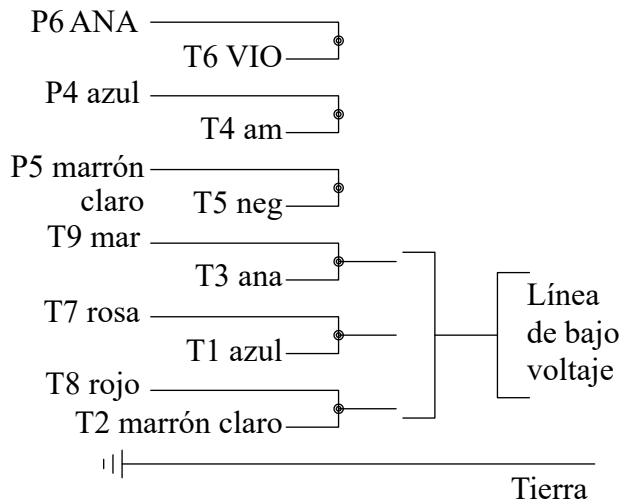 P6 ANA
T6 VIO
P4 azul
T4 am
P5 marrón
claro
T5 neg
T9 mar
T3 ana
T7 rosa
T1 azul
T8 rojo
T2 marrón claro
Línea
de bajo
voltaje
Tierra